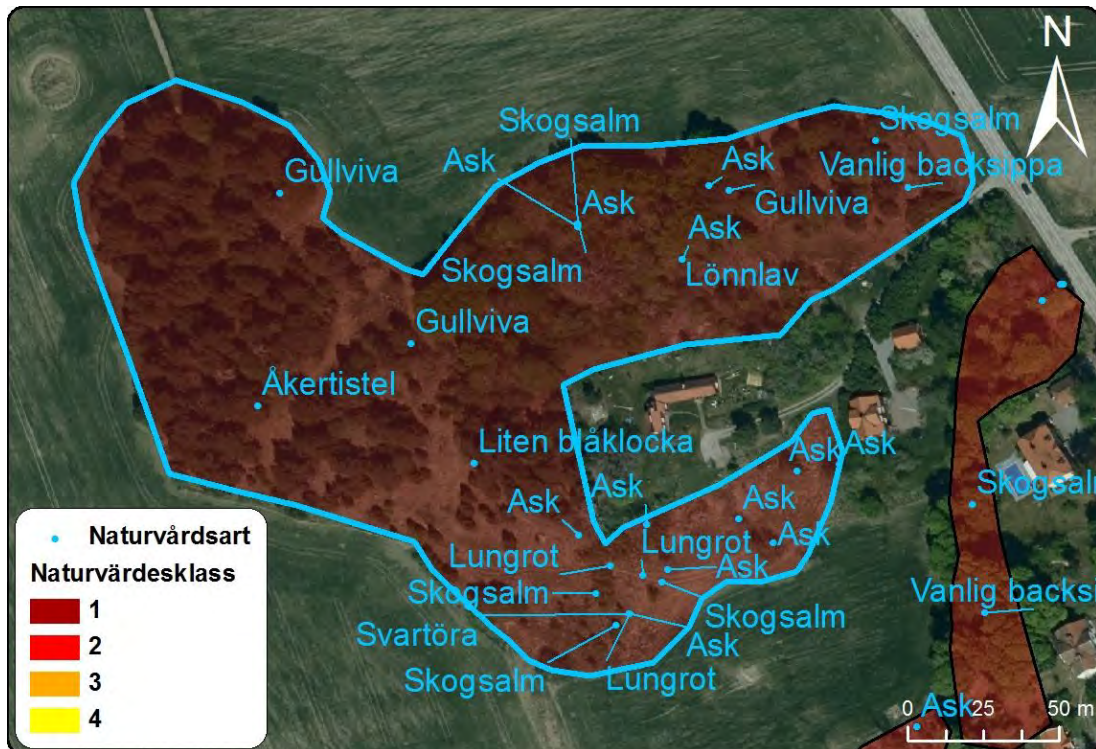 N
Skogsalm
Skogsalm
Ask
Ask
Vanlig backsippa
Gullviva
Ask
Gullviva
Ask
Skogsalm
Lönnlav
Gullviva
Åkertistel
Liten blåklocka
Ask
Ask
Ask
Ask
Skogsalm
Ask
Lungrot
Ask
Lungrot
Ask
Skogsalm
Skogsalm
Vanlig backsi
Svartöra
Ask
Skogsalm
Lungrot
Ask
Naturvårdsart
Naturvärdesklass
1
2
3
4
0 25 50 m